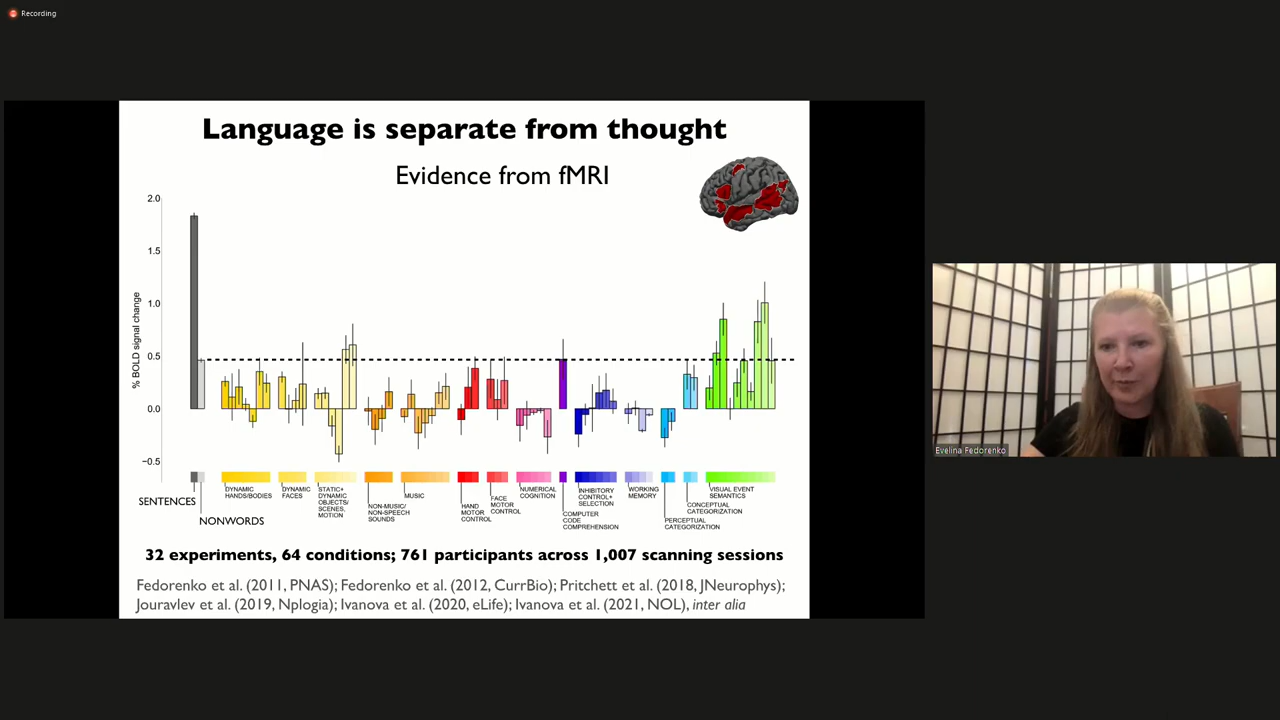 Recording
Language is separate from thought
Evidence from fMRI
% BOLD signal change
2.0
1.5
1.0
0.5
0.0
−0.5
SENTENCES
NONWORDS
DYNAMIC
HANDS/BODIES
DYNAMIC
FACES
STATIC+
DYNAMIC
OBJECTS/
SCENES,
MOTION
NON-MUSIC/
NON-SPEECH
SOUNDS
MUSIC
HAND
MOTOR
CONTROL
FACE
MOTOR
CONTROL
NUMERICAL
COGNITION
COMPUTER
CODE
COMPREHENSION
INHIBITORY
CONTROL+
SELECTION
WORKING
MEMORY
PERCEPTUAL
CATEGORIZATION
CONCEPTUAL
CATEGORIZATION
VISUAL EVENT
SEMANTICS
32 experiments, 64 conditions; 761 participants across 1,007 scanning sessions
Fedorenko et al. (2011, PNAS); Fedorenko et al. (2012, CurrBio); Pritchett et al. (2018, JNeurophys);
Jouravlev et al. (2019, Nplogia); Ivanova et al. (2020, eLife); Ivanova et al. (2021, NOL), inter alia
Evelina Fedorenko